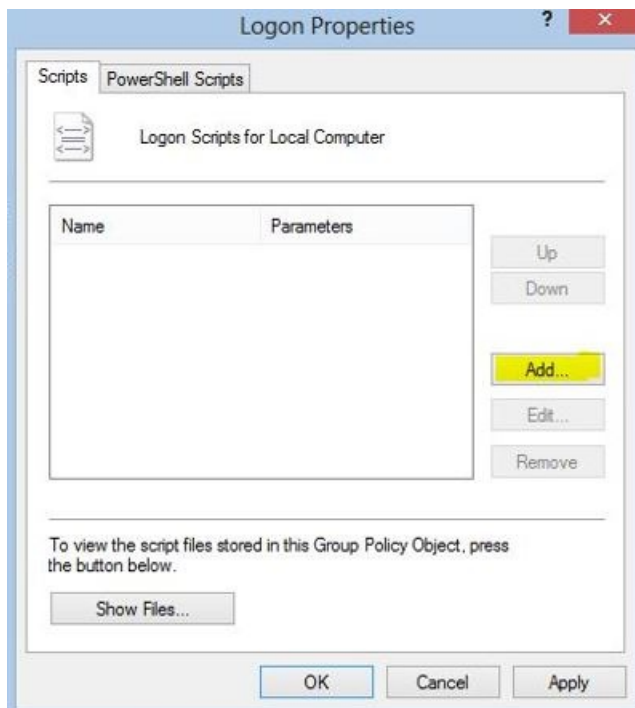 Logon Properties
?
Scripts
PowerShell Scripts
Logon Scripts for Local Computer
Name
Parameters
Up
Down
Add...
Edit...
Remove
To view the script files stored in this Group Policy Object, press
the button below.
Show Files...
OK
Cancel
Apply